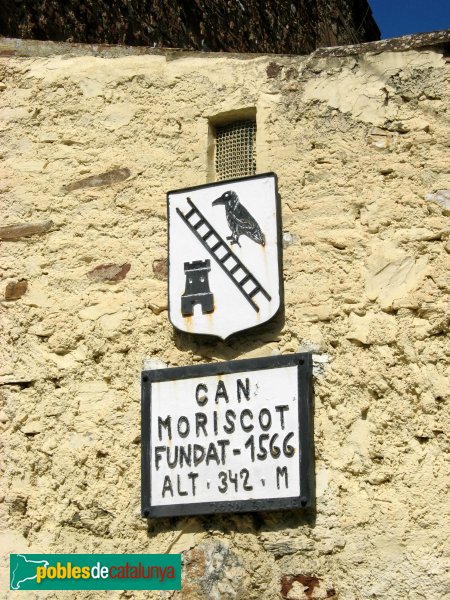 CAN
MORISCOT
FUNDAT-1566
ALT. 342. M
poblesdecatalunya